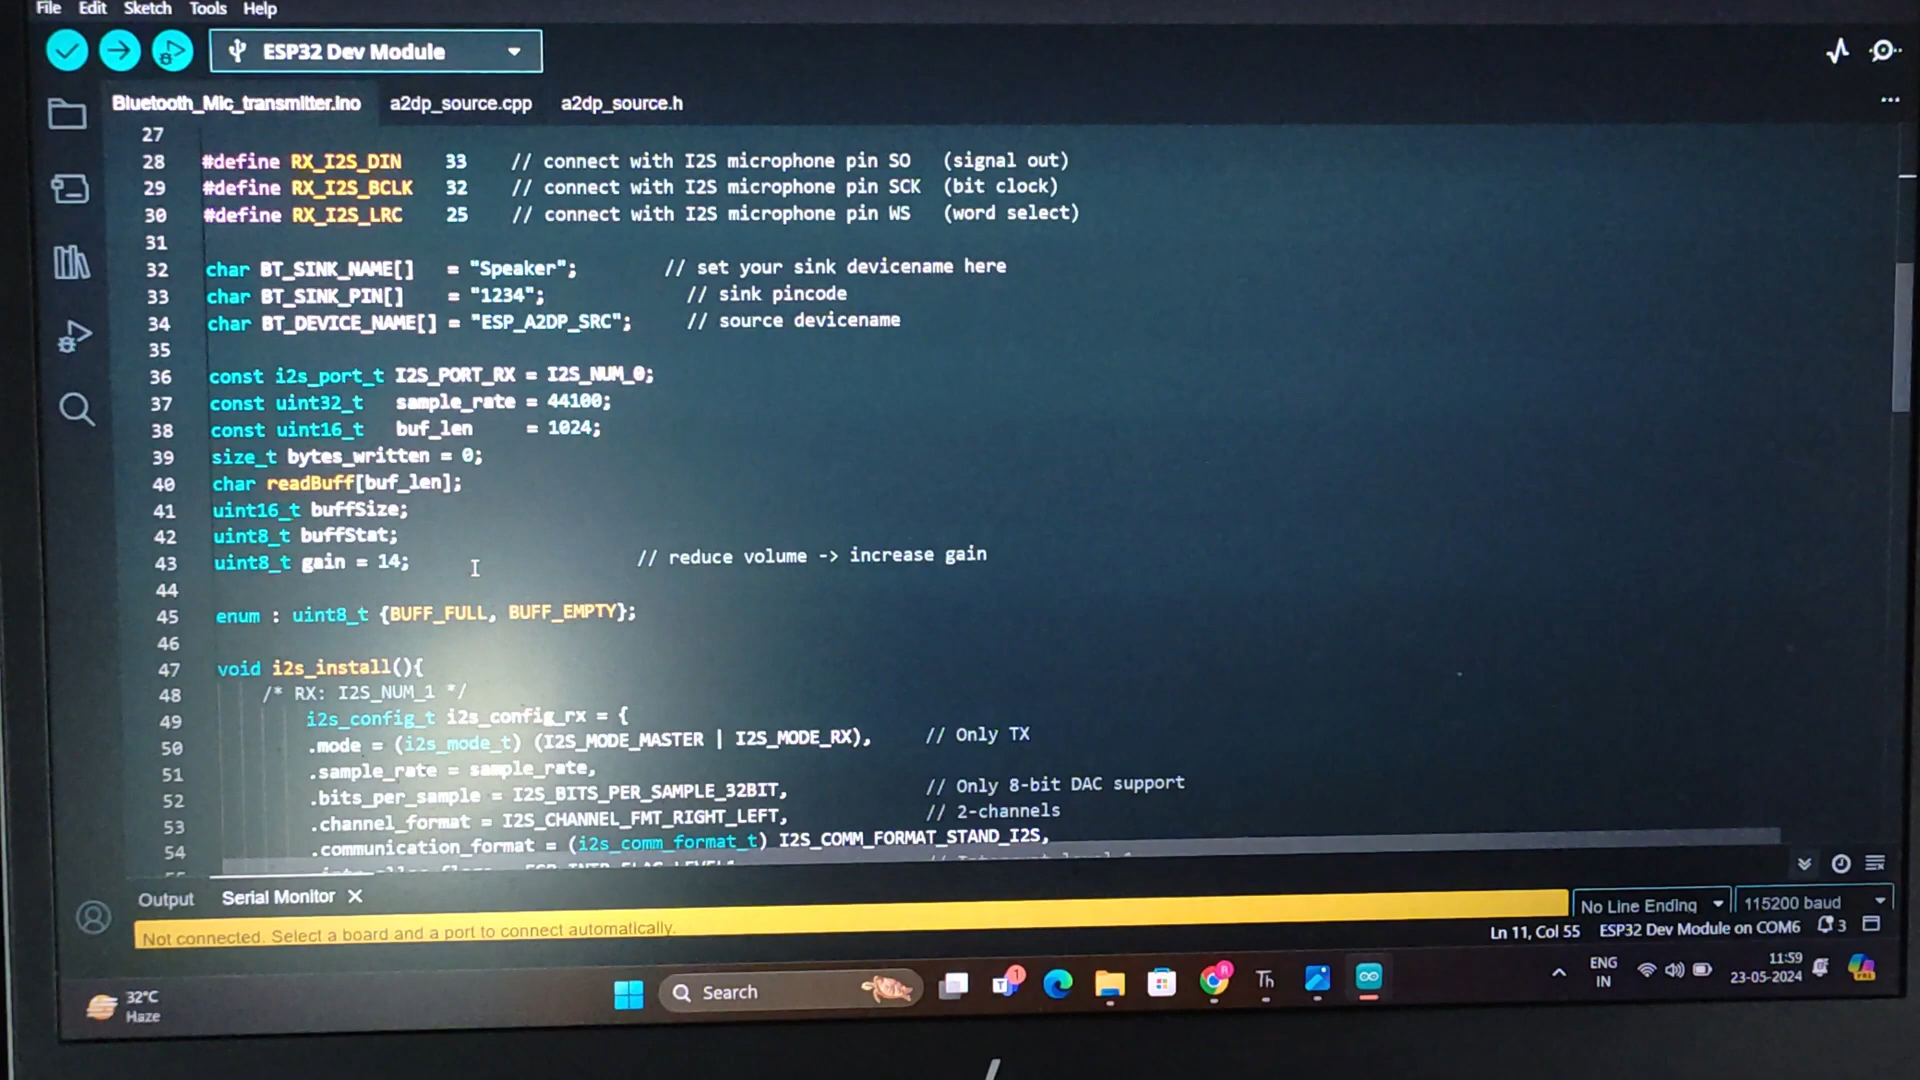 File Edit Sketch Tools Help
ESP32 Dev Module
Bluetooth_Mic_transmitter.ino a2dp_source.cpp a2dp_source.h
27
28 #define RX_I2S_DIN 33 // connect with I2S microphone pin SO (signal out)
29 #define RX_I2S_BCLK 32 // connect with I2S microphone pin SCK (bit clock)
30 #define RX_I2S_LRC 25 // connect with I2S microphone pin WS (word select)
31
32 char BT_SINK_NAME[] = "Speaker"; // set your sink devicename here
33 char BT_SINK_PIN[] = "1234"; // sink pincode
34 char BT_DEVICE_NAME[] = "ESP_A2DP_SRC"; // source devicename
35
36 const i2s_port_t I2S_PORT_RX = I2S_NUM_0;
37 const uint32_t sample_rate = 44100;
38 const uint16_t buf_len = 1024;
39 size_t bytes_written = 0;
40 char readBuff[buf_len];
41 uint16_t buffSize;
42 uint8_t buffStat;
43 uint8_t gain = 14; // reduce volume -> increase gain
44
45 enum : uint8_t {BUFF_FULL, BUFF_EMPTY};
46
47 void i2s_install(){
48 /* RX: I2S_NUM_1 */
49 i2s_config_t i2s_config_rx = {
50 .mode = (i2s_mode_t) (I2S_MODE_MASTER | I2S_MODE_RX), // Only TX
51 .sample_rate = sample_rate,
52 .bits_per_sample = I2S_BITS_PER_SAMPLE_32BIT, // Only 8-bit DAC support
53 .channel_format = I2S_CHANNEL_FMT_RIGHT_LEFT, // 2-channels
54 .communication_format = (i2s_comm_format_t) I2S_COMM_FORMAT_STAND_I2S,
Output Serial Monitor
Not connected. Select a board and a port to connect automatically.
No Line Ending 115200 baud
Ln 11, Col 55 ESP32 Dev Module on COM6 3
32°C
Haze
Search
1
R
Th
ENG
IN
11:59
23-05-2024